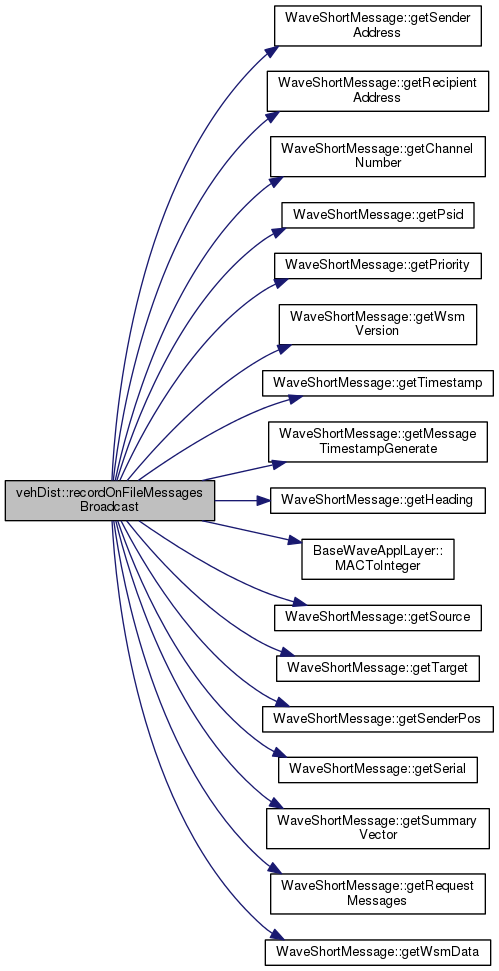 WaveShortMessage::getSender
Address
WaveShortMessage::getRecipient
Address
WaveShortMessage::getChannel
Number
WaveShortMessage::getPsid
WaveShortMessage::getPriority
WaveShortMessage::getWsm
Version
WaveShortMessage::getTimestamp
WaveShortMessage::getMessage
TimestampGenerate
vehDist::recordOnFileMessages
Broadcast
WaveShortMessage::getHeading
BaseWaveApplLayer::
MACToInteger
WaveShortMessage::getSource
WaveShortMessage::getTarget
WaveShortMessage::getSenderPos
WaveShortMessage::getSerial
WaveShortMessage::getSummary
Vector
WaveShortMessage::getRequest
Messages
WaveShortMessage::getWsmData